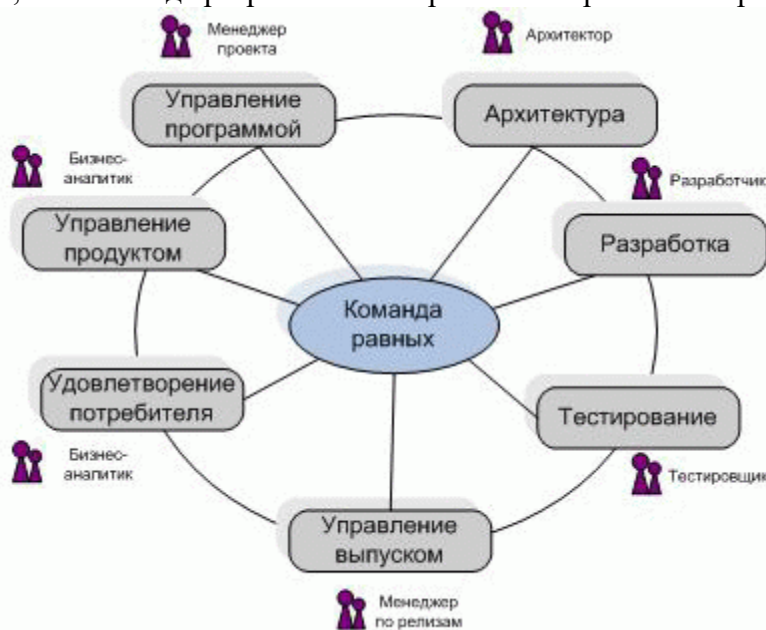 Менеджер
проекта
Архитектор
Управление
программой
Архитектура
Бизнес-
аналитик
Разработчик
Управление
продуктом
Разработка
Команда
равных
Удовлетворение
потребителя
Тестирование
Бизнес-
аналитик
Тестировщик
Управление
выпуском
Менеджер
по релизам